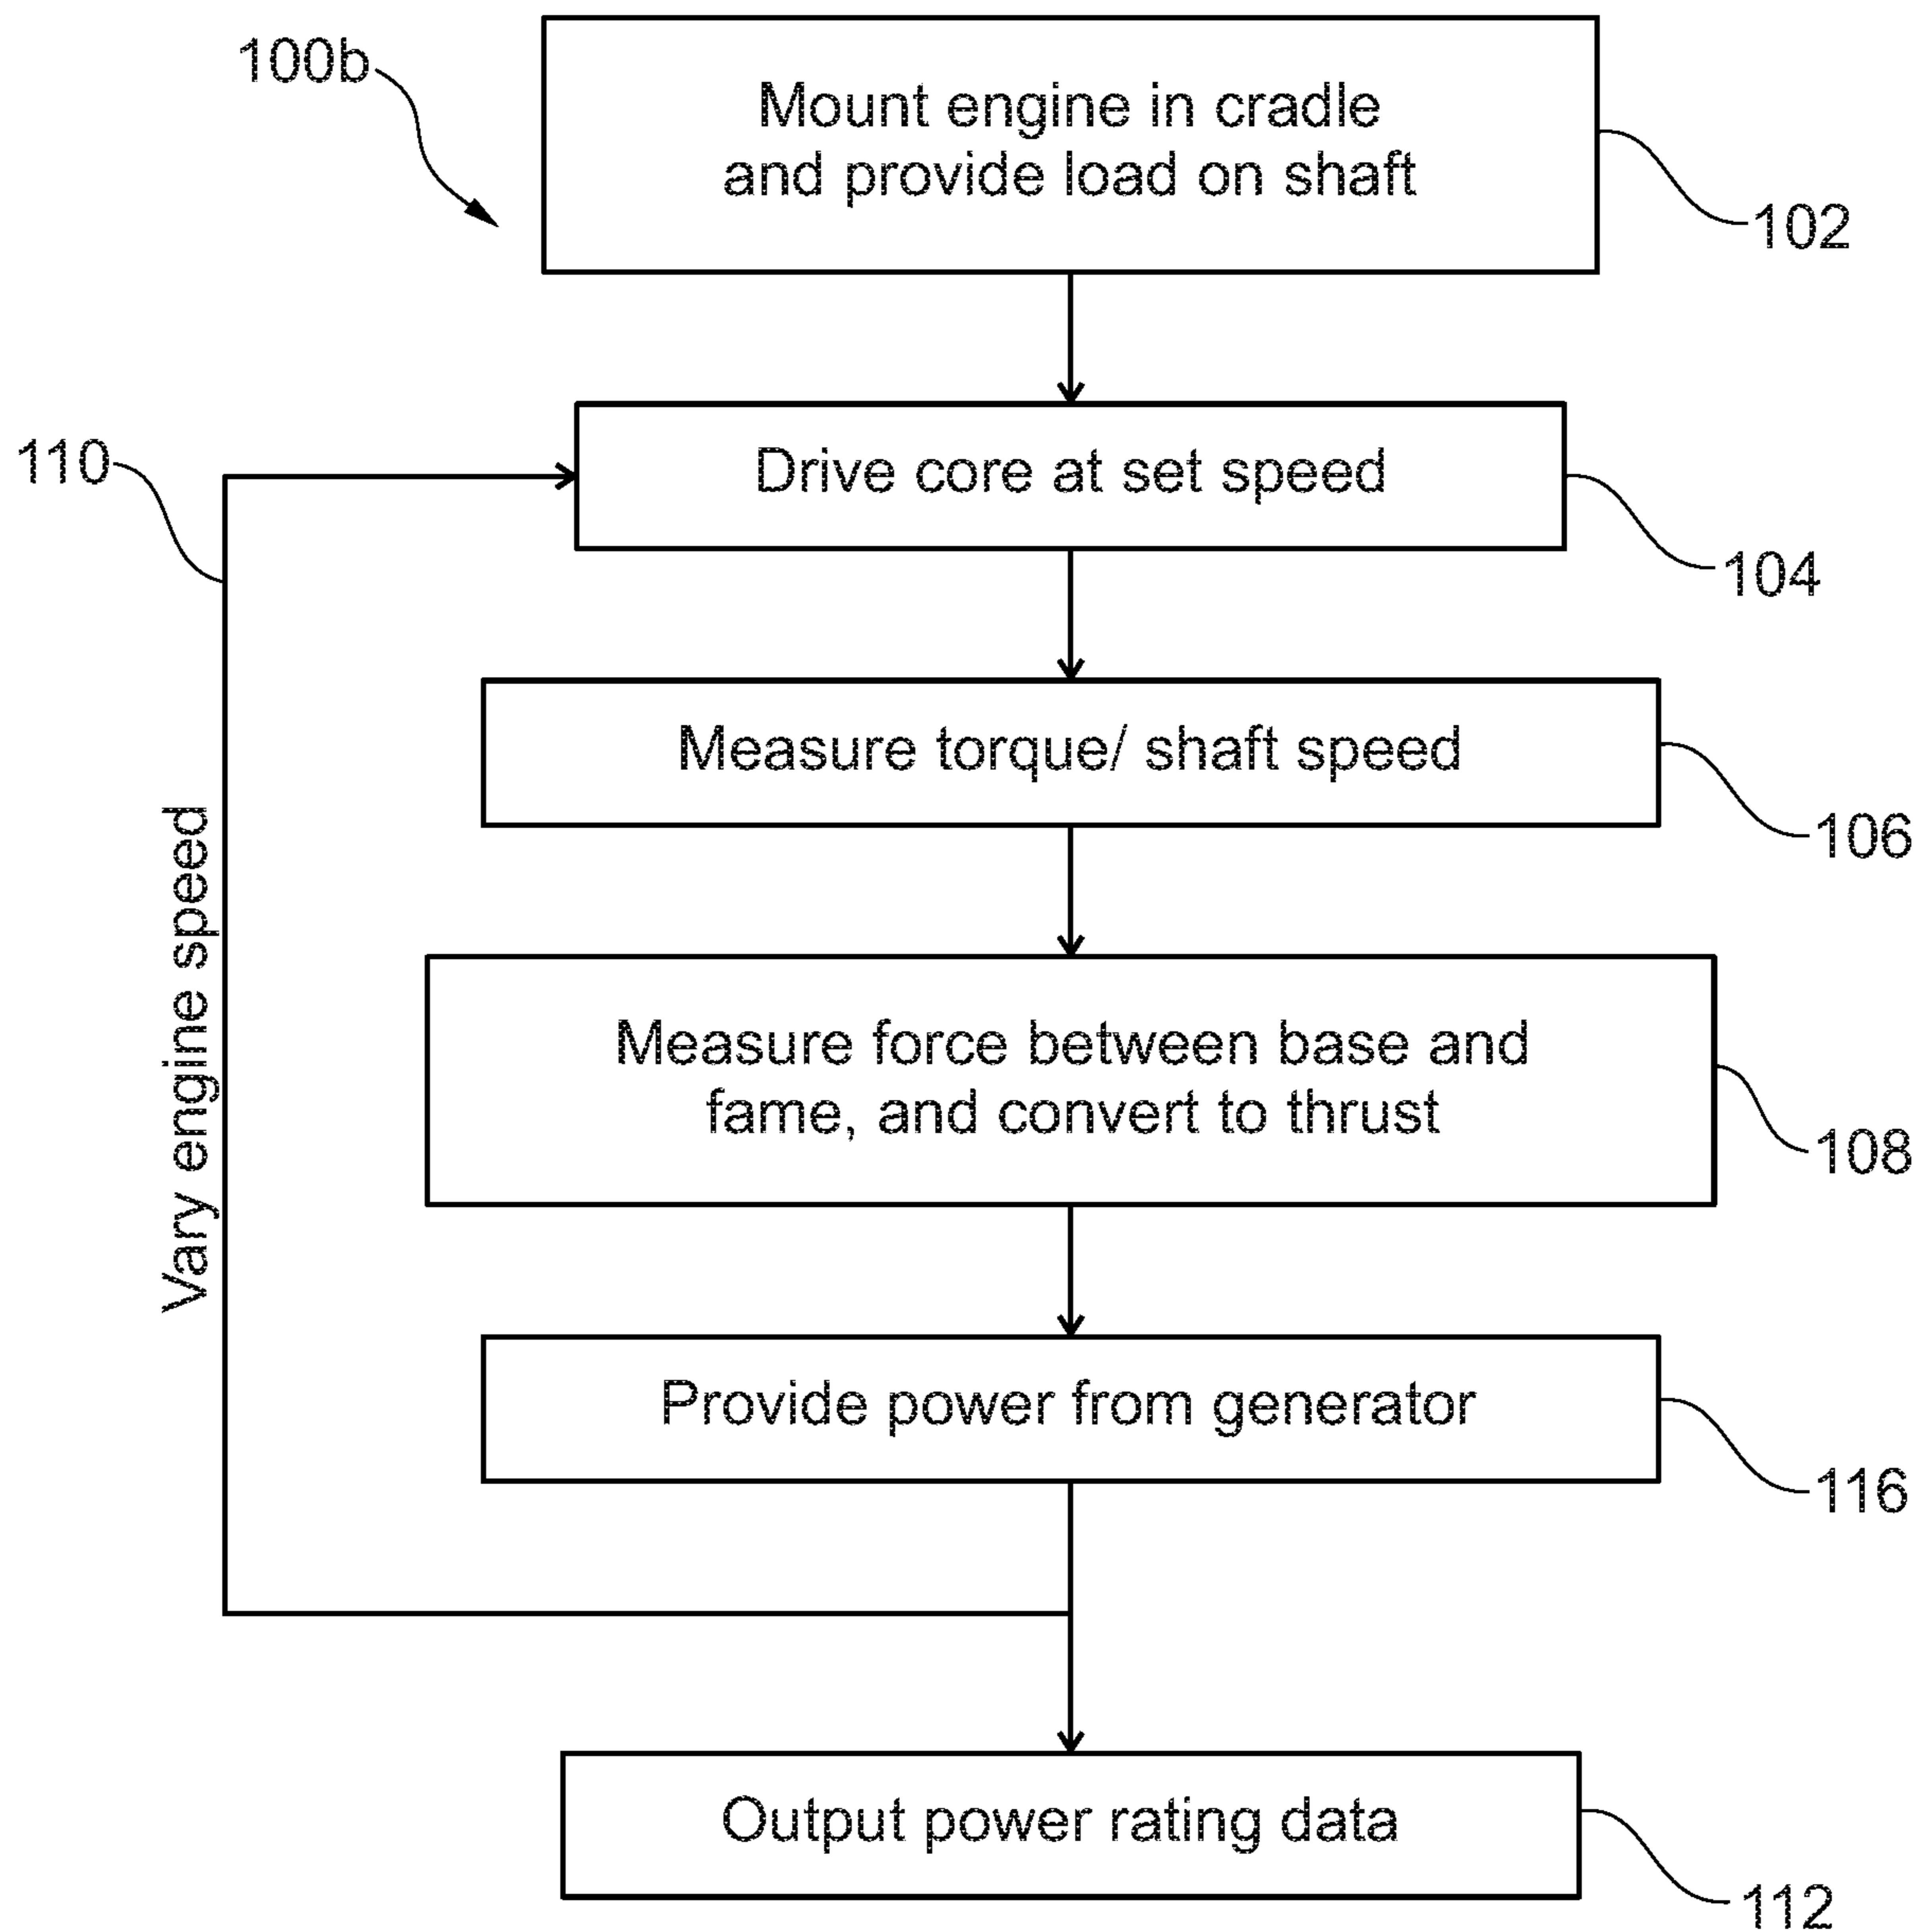 100b
Mount engine in cradle
and provide load on shaft
102
110
Drive core at set speed
104
Measure torque/ shaft speed
106
Vary engine speed
Measure force between base and
fame, and convert to thrust
108
Provide power from generator
116
Output power rating data
112